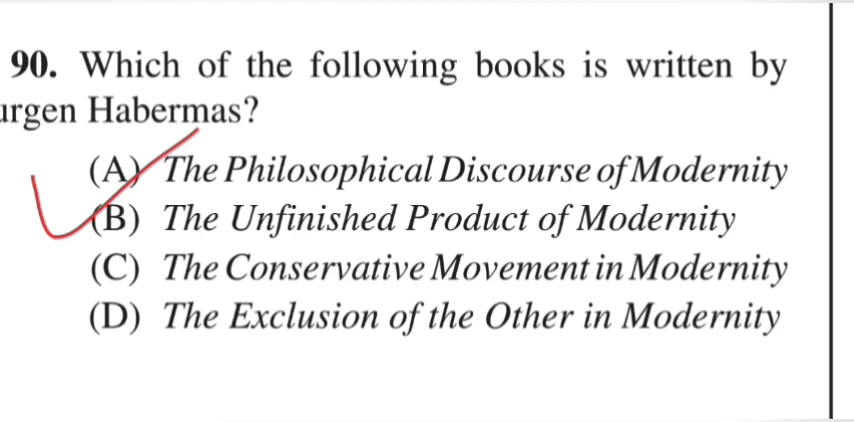 90. Which of the following books is written by
urgen Habermas?
(A) The Philosophical Discourse of Modernity
(B) The Unfinished Product of Modernity
(C) The Conservative Movement in Modernity
(D) The Exclusion of the Other in Modernity